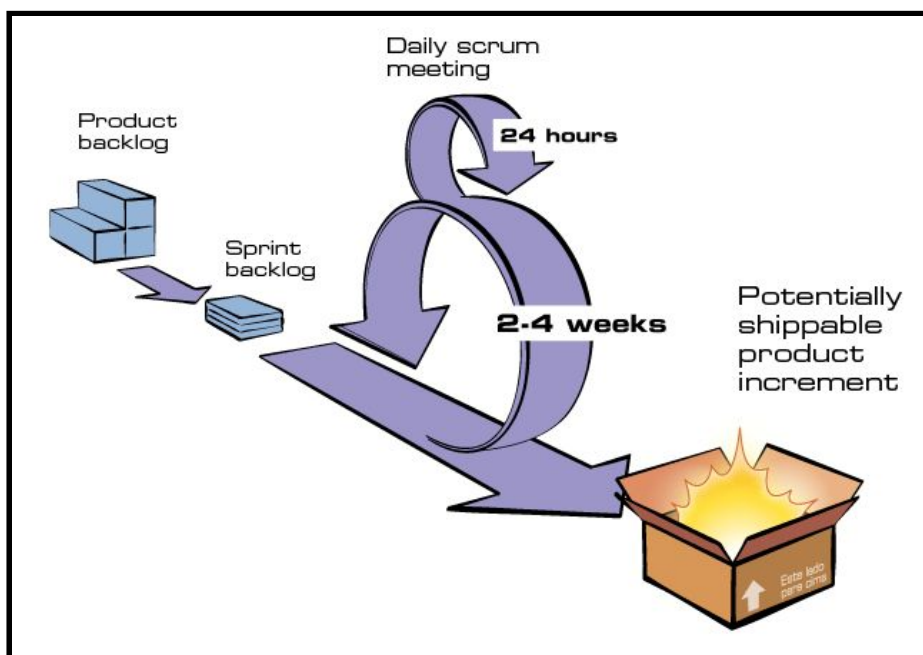 Daily scrum
meeting
24 hours
Product
backlog
Sprint
backlog
2-4 weeks
Potentially
shippable
product
increment
Este lado
para cima